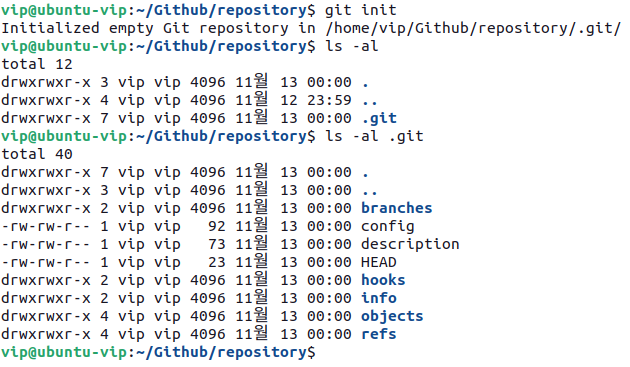 vip@ubuntu-vip:~/Github/repository$ git init
Initialized empty Git repository in /home/vip/Github/repository/.git/
vip@ubuntu-vip:~/Github/repository$ ls -al
total 12
drwxrwxr-x 3 vip vip 4096 11월 13 00:00 .
drwxrwxr-x 4 vip vip 4096 11월 12 23:59 ..
drwxrwxr-x 7 vip vip 4096 11월 13 00:00 .git
vip@ubuntu-vip:~/Github/repository$ ls -al .git
total 40
drwxrwxr-x 7 vip vip 4096 11월 13 00:00 .
drwxrwxr-x 3 vip vip 4096 11월 13 00:00 ..
drwxrwxr-x 2 vip vip 4096 11월 13 00:00 branches
-rw-rw-r-- 1 vip vip   92 11월 13 00:00 config
-rw-rw-r-- 1 vip vip   73 11월 13 00:00 description
-rw-rw-r-- 1 vip vip   23 11월 13 00:00 HEAD
drwxrwxr-x 2 vip vip 4096 11월 13 00:00 hooks
drwxrwxr-x 2 vip vip 4096 11월 13 00:00 info
drwxrwxr-x 4 vip vip 4096 11월 13 00:00 objects
drwxrwxr-x 4 vip vip 4096 11월 13 00:00 refs
vip@ubuntu-vip:~/Github/repository$